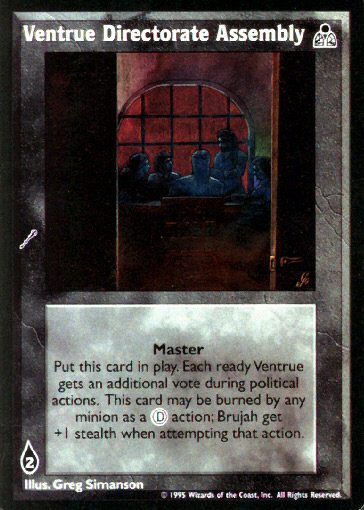 Ventrue Directorate Assembly
Master
Put this card in play. Each ready Ventrue
gets an additional vote during political
actions. This card may be burned by any
minion as a Ⓓ action; Brujah get
+1 stealth when attempting that action.
2
Illus. Greg Simanson
© 1995 Wizards of the Coast, Inc. All Rights Reserved.